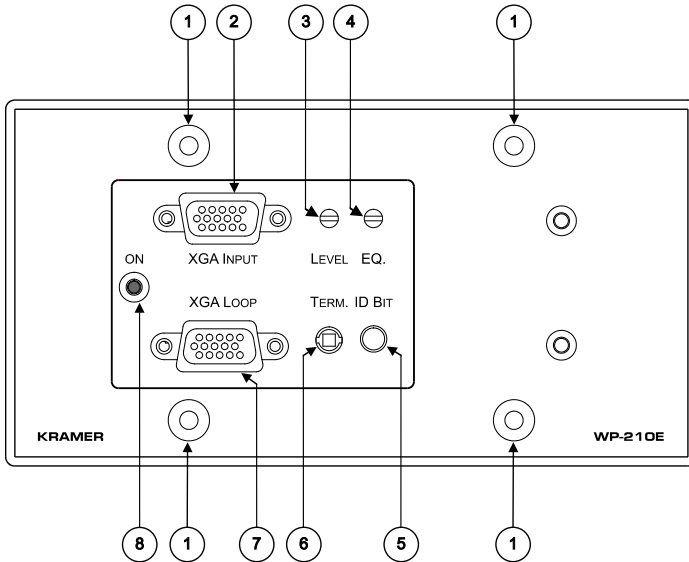 1 2 3 4 1
ON XGA INPUT LEVEL EQ.
XGA LOOP TERM. ID BIT
KRAMER WP-210E
8 1 7 6 5 1